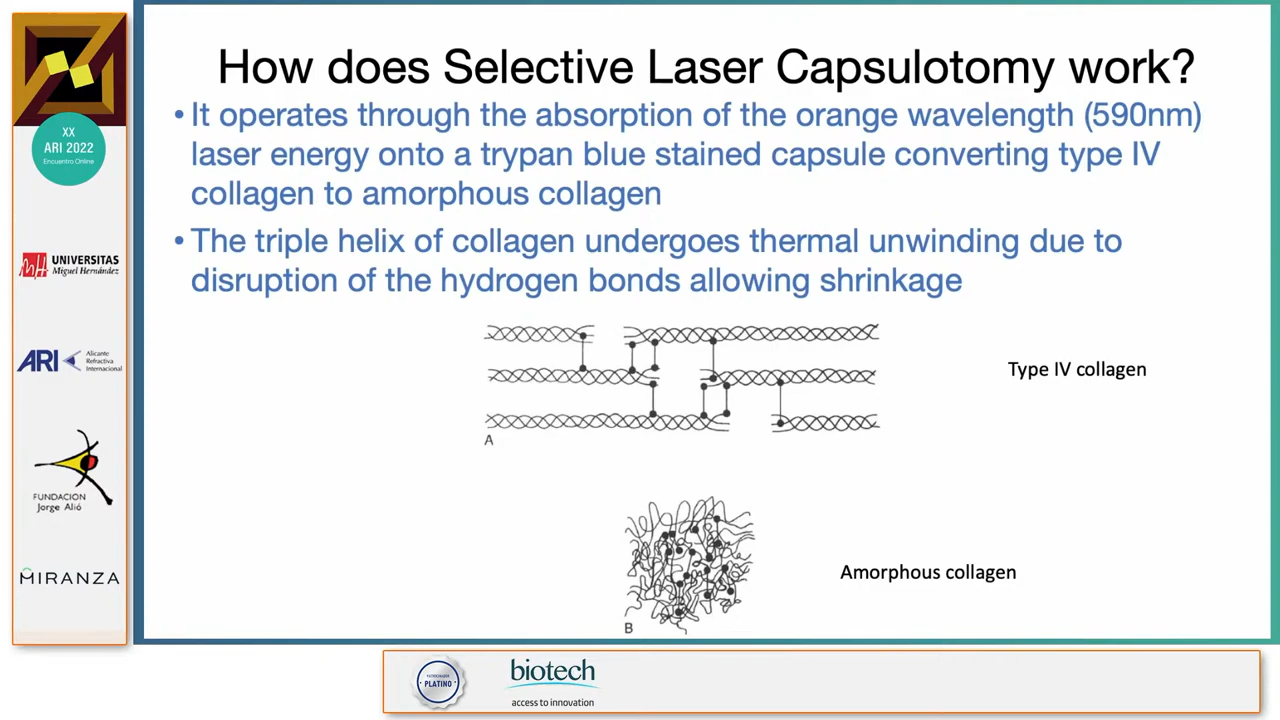 How does Selective Laser Capsulotomy work?
• It operates through the absorption of the orange wavelength (590nm)
laser energy onto a trypan blue stained capsule converting type IV
collagen to amorphous collagen
• The triple helix of collagen undergoes thermal unwinding due to
disruption of the hydrogen bonds allowing shrinkage
Type IV collagen
A
Amorphous collagen
B
XX
ARI 2022
Encuentro Online
UNIVERSITAS
Miguel Hernández
ARI
Alicante
Refractiva
Internacional
FUNDACION
Jorge Alió
MIRANZA
PATROCINADOR
PLATINO
biotech
access to innovation